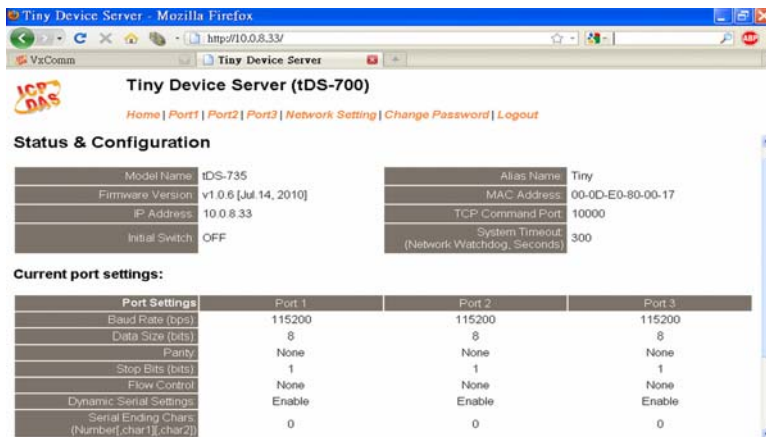 Tiny Device Server - Mozilla Firefox
http://10.0.8.33/
ABP
VxComm
Tiny Device Server
ICP DAS
Tiny Device Server (tDS-700)
Home | Port1 | Port2 | Port3 | Network Setting | Change Password | Logout
Status & Configuration
Model Name: tDS-735 Alias Name: Tiny
Firmware Version: v1.0.6 [Jul.14, 2010] MAC Address: 00-0D-E0-80-00-17
IP Address: 10.0.8.33 TCP Command Port: 10000
Initial Switch: OFF System Timeout:
(Network Watchdog, Seconds) 300
Current port settings:
Port Settings Port 1 Port 2 Port 3
Baud Rate (bps): 115200 115200 115200
Data Size (bits): 8 8 8
Parity: None None None
Stop Bits (bits): 1 1 1
Flow Control: None None None
Dynamic Serial Settings: Enable Enable Enable
Serial Ending Chars:
(Number[,char1][,char2]) 0 0 0